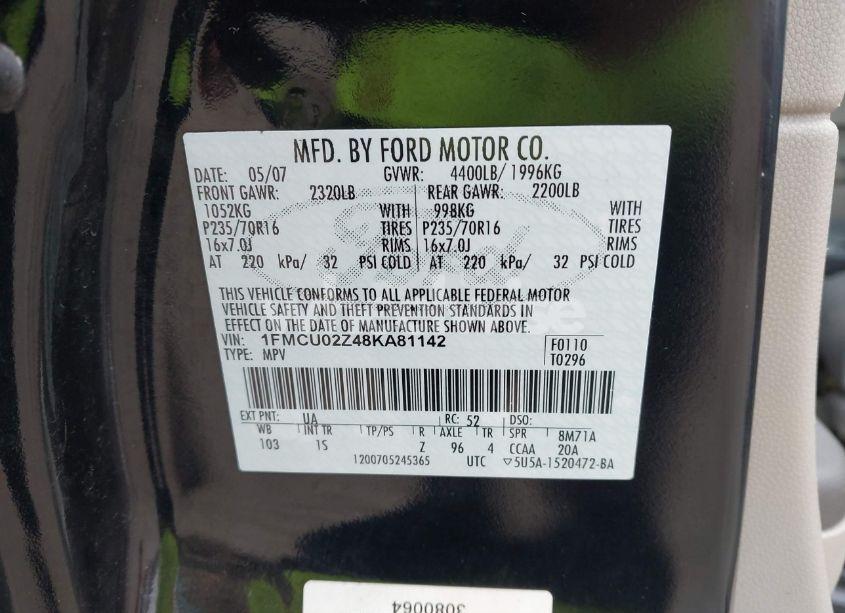 MFD. BY FORD MOTOR CO.
DATE: 05/07 GVWR: 4400LB/ 1996KG
FRONT GAWR: 2320LB REAR GAWR: 2200LB
1052KG WITH 998KG WITH
P235/70R16 TIRES P235/70R16 TIRES
16x7.0J RIMS 16x7.0J RIMS
AT 220 kPa/ 32 PSI COLD AT 220 kPa/ 32 PSI COLD
THIS VEHICLE CONFORMS TO ALL APPLICABLE FEDERAL MOTOR
VEHICLE SAFETY AND THEFT PREVENTION STANDARDS IN
EFFECT ON THE DATE OF MANUFACTURE SHOWN ABOVE.
VIN: 1FMCU02Z48KA81142 F0110
TYPE: MPV T0296
EXT PNT: UA RC: 52 DSO:
WB INT TR TP/PS R AXLE TR SPR 8M71A
103 1S Z 96 4 CCAA 20A
1200705245365 UTC ▽5U5A-1520472-BA
3080064